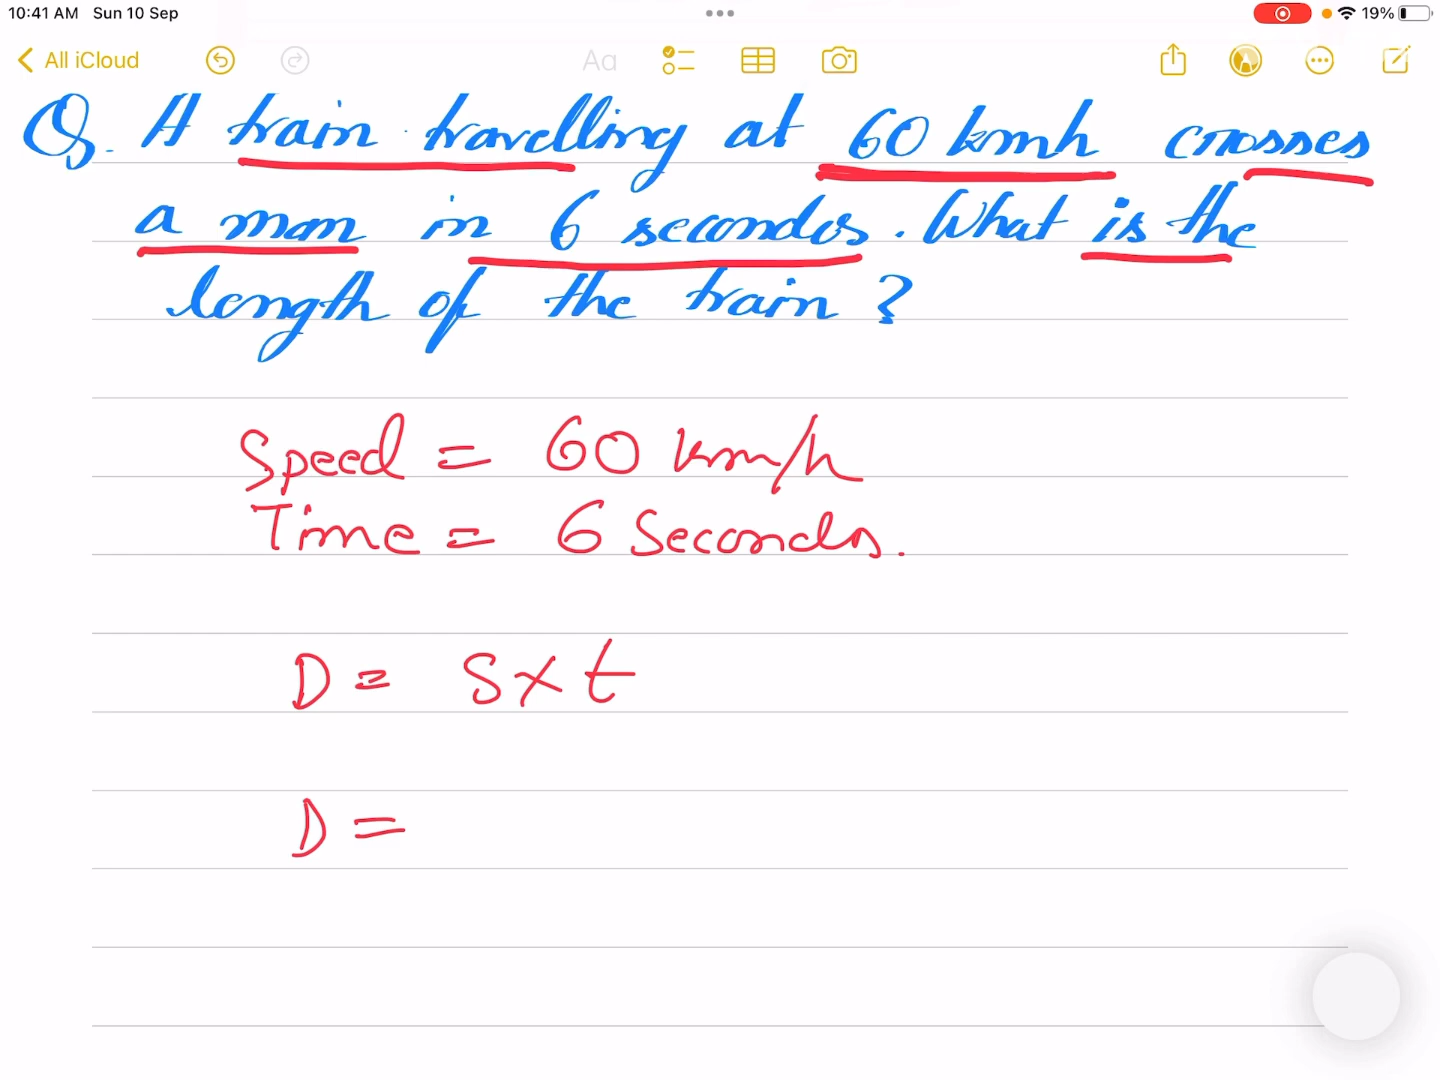 10:41 AM Sun 10 Sep
19%
All iCloud
Aa
Q. A train travelling at 60 kmh crosses
a man in 6 seconds. What is the
length of the train ?
Speed = 60 km/h
Time = 6 Seconds.
D = S x t
D =